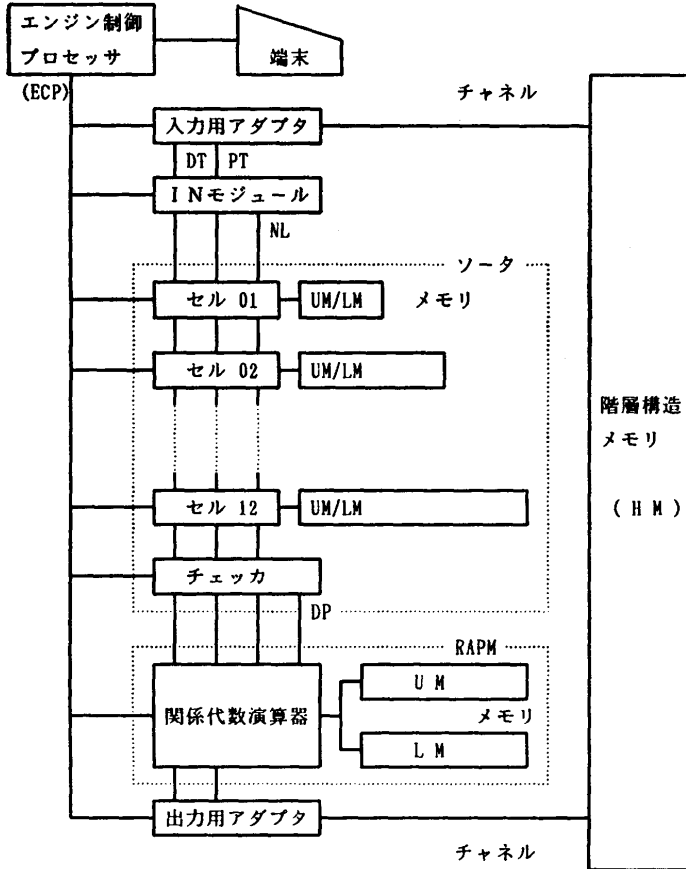 エンジン制御
プロセッサ
端末
(ECP)
チャネル
入力用アダプタ
DT PT
INモジュール
NL
ソータ
セル 01
UM/LM
メモリ
セル 02
UM/LM
階層構造
メモリ
セル 12
UM/LM
(HM)
チェッカ
DP
RAPM
UM
関係代数演算器
メモリ
LM
出力用アダプタ
チャネル